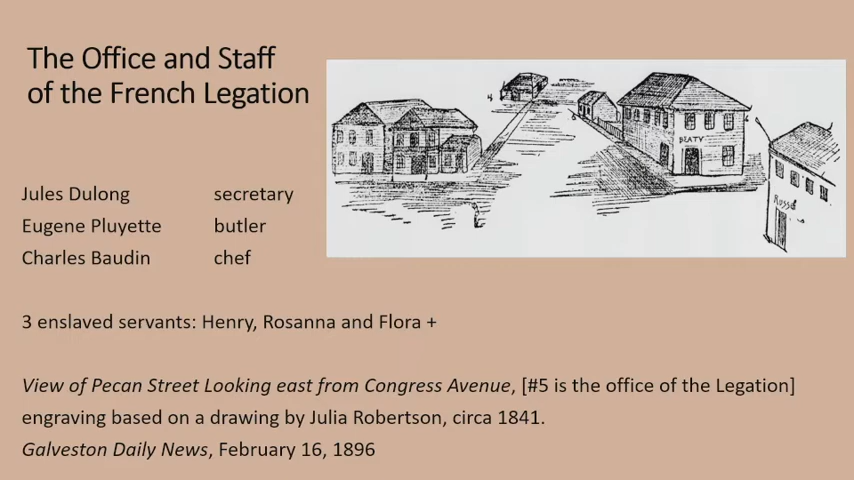 The Office and Staff
of the French Legation
4
BEATY
Jules Dulong secretary
Eugene Pluyette butler
Charles Baudin chef
3 enslaved servants: Henry, Rosanna and Flora +
View of Pecan Street Looking east from Congress Avenue, [#5 is the office of the Legation]
engraving based on a drawing by Julia Robertson, circa 1841.
Galveston Daily News, February 16, 1896